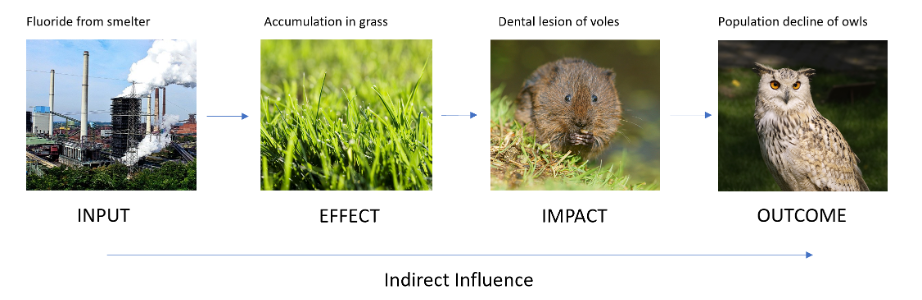 Fluoride from smelter
Accumulation in grass
Dental lesion of voles
Population decline of owls
INPUT
EFFECT
IMPACT
OUTCOME
Indirect Influence